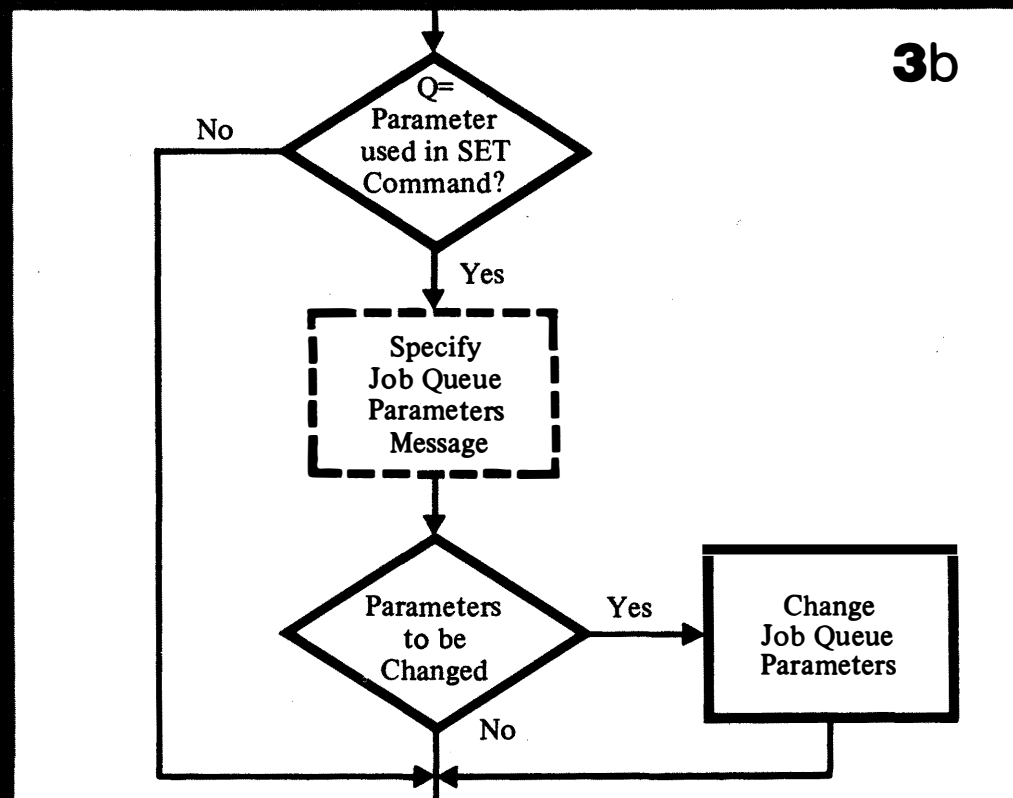 3b
Q=
Parameter
used in SET
Command?
No
Yes
Specify
Job Queue
Parameters
Message
Parameters
to be
Changed
Yes
Change
Job Queue
Parameters
No